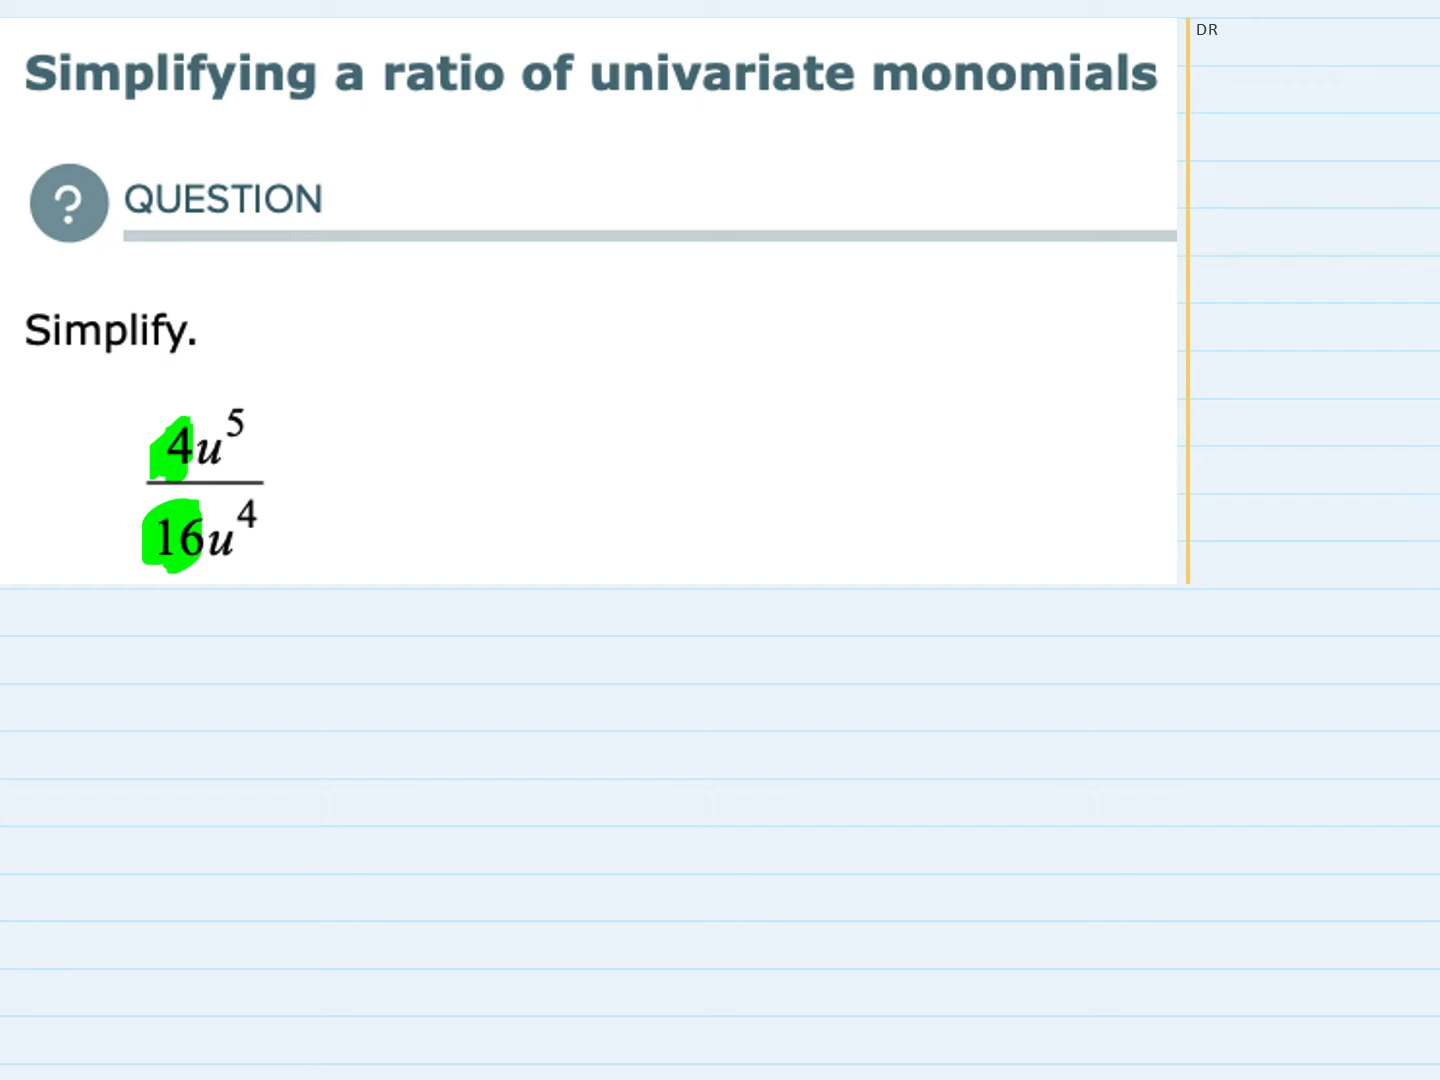 Simplifying a ratio of univariate monomials
DR
? QUESTION
Simplify.
4u^5
16u^4